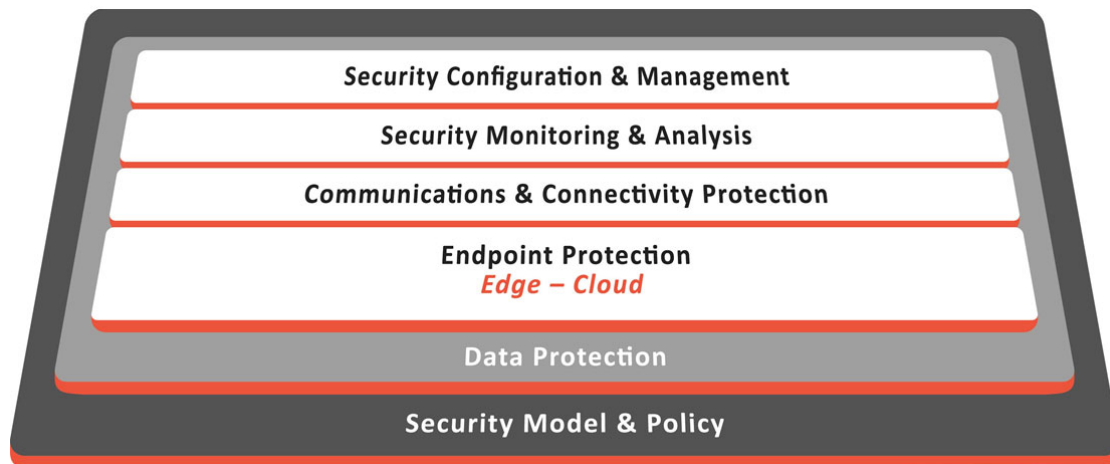 Security Configuration & Management
Security Monitoring & Analysis
Communications & Connectivity Protection
Endpoint Protection
Edge – Cloud
Data Protection
Security Model & Policy